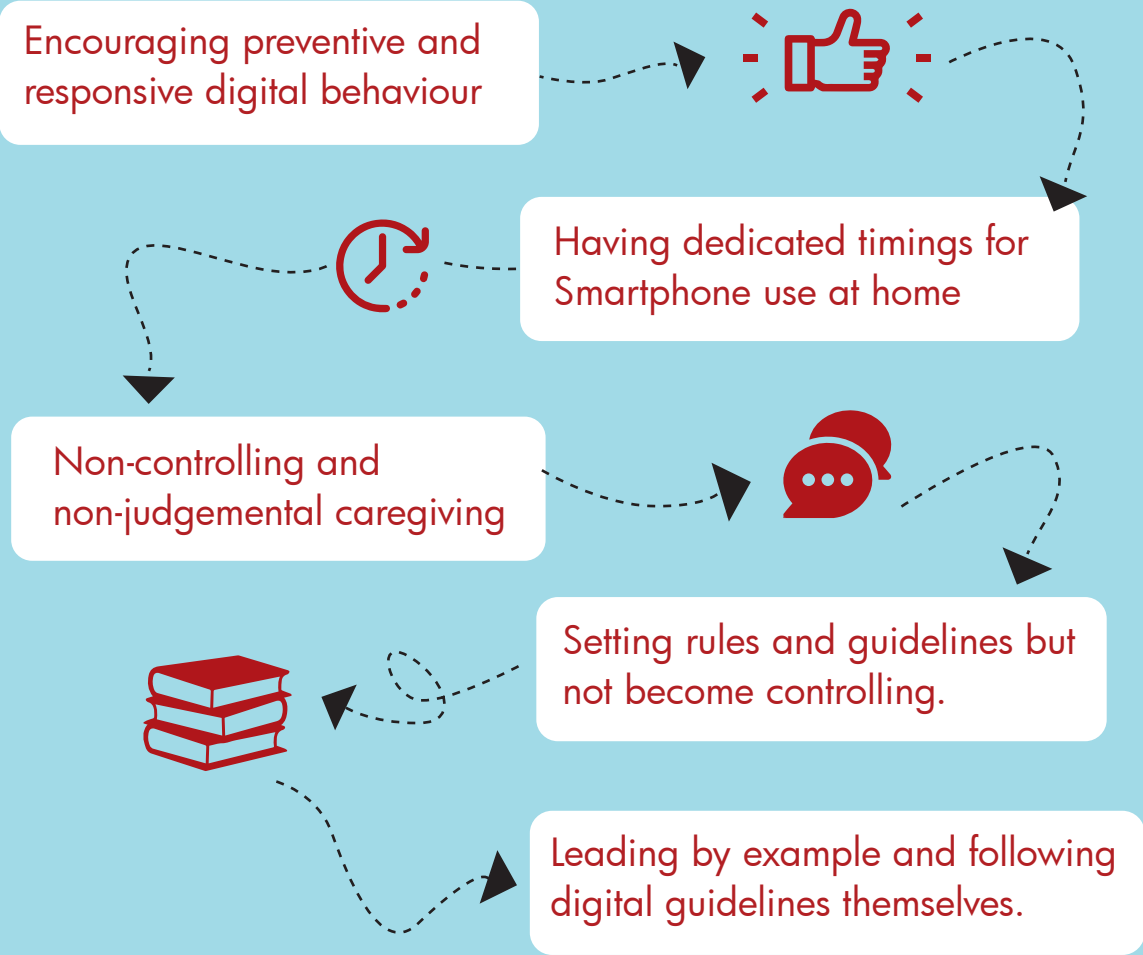 Encouraging preventive and
responsive digital behaviour
Having dedicated timings for
Smartphone use at home
Non-controlling and
non-judgemental caregiving
Setting rules and guidelines but
not become controlling.
Leading by example and following
digital guidelines themselves.